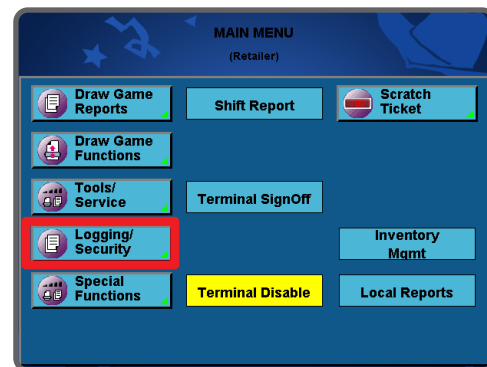 MAIN MENU
(Retailer)
Draw Game
Reports
Shift Report
Scratch
Ticket
Draw Game
Functions
Tools/
Service
Terminal SignOff
Logging/
Security
Inventory
Mgmt
Special
Functions
Terminal Disable
Local Reports